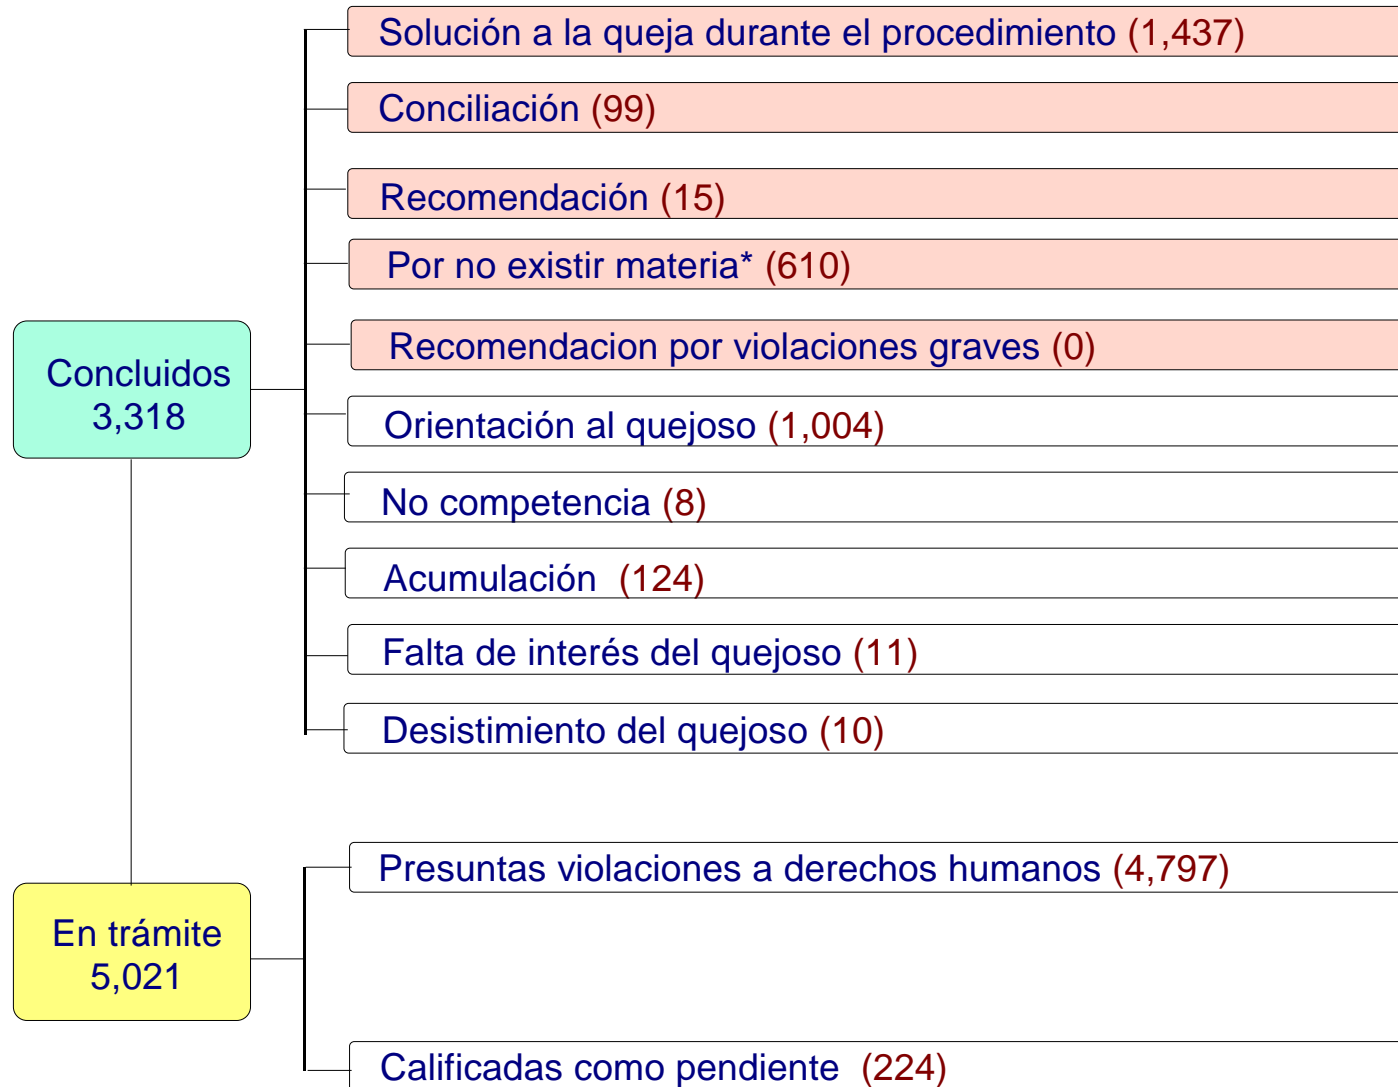 Solución a la queja durante el procedimiento (1,437)
Conciliación (99)
Recomendación (15)
Por no existir materia* (610)
Recomendacion por violaciones graves (0)
Concluidos
3,318
Orientación al quejoso (1,004)
No competencia (8)
Acumulación (124)
Falta de interés del quejoso (11)
Desistimiento del quejoso (10)
Presuntas violaciones a derechos humanos (4,797)
En trámite
5,021
Calificadas como pendiente (224)